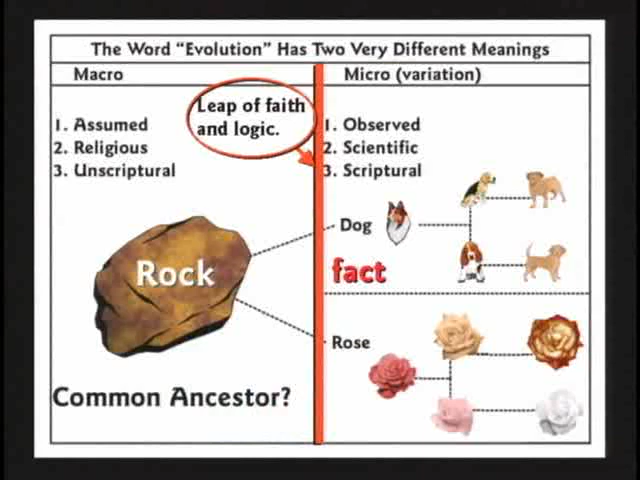 The Word “Evolution” Has Two Very Different Meanings
Macro
Micro (variation)
Leap of faith
and logic.
1. Assumed
2. Religious
3. Unscriptural
1. Observed
2. Scientific
3. Scriptural
Dog
Rock
fact
Rose
Common Ancestor?